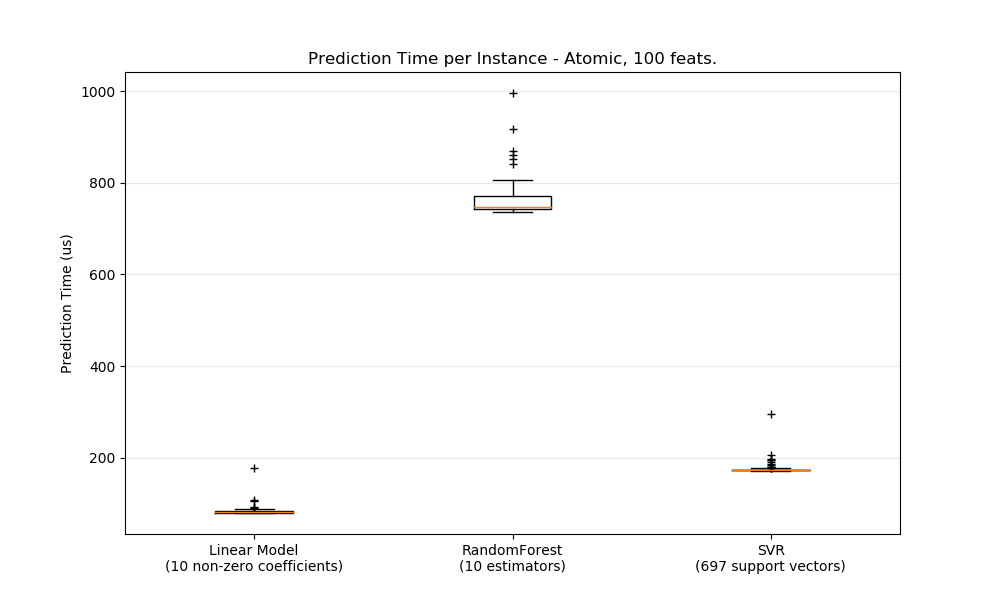 Prediction Time per Instance - Atomic, 100 feats.
Prediction Time (us)
1000
800
600
400
200
Linear Model
(10 non-zero coefficients)
RandomForest
(10 estimators)
SVR
(697 support vectors)